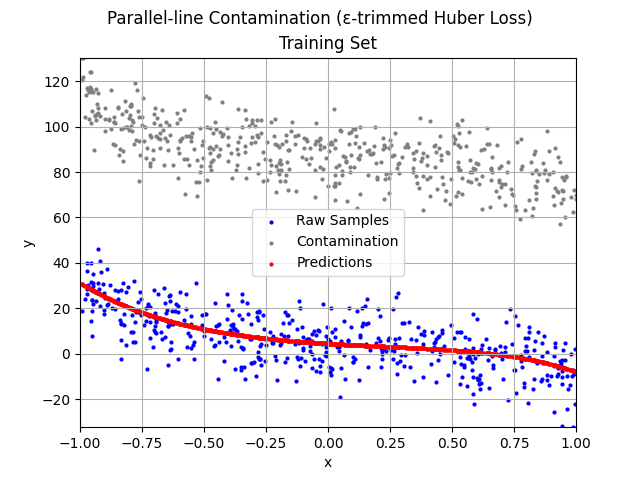 Parallel-line Contamination (ε-trimmed Huber Loss)
Training Set
120
100
80
60
40
20
0
−20
y
Raw Samples
Contamination
Predictions
−1.00 −0.75 −0.50 −0.25 0.00 0.25 0.50 0.75 1.00
x